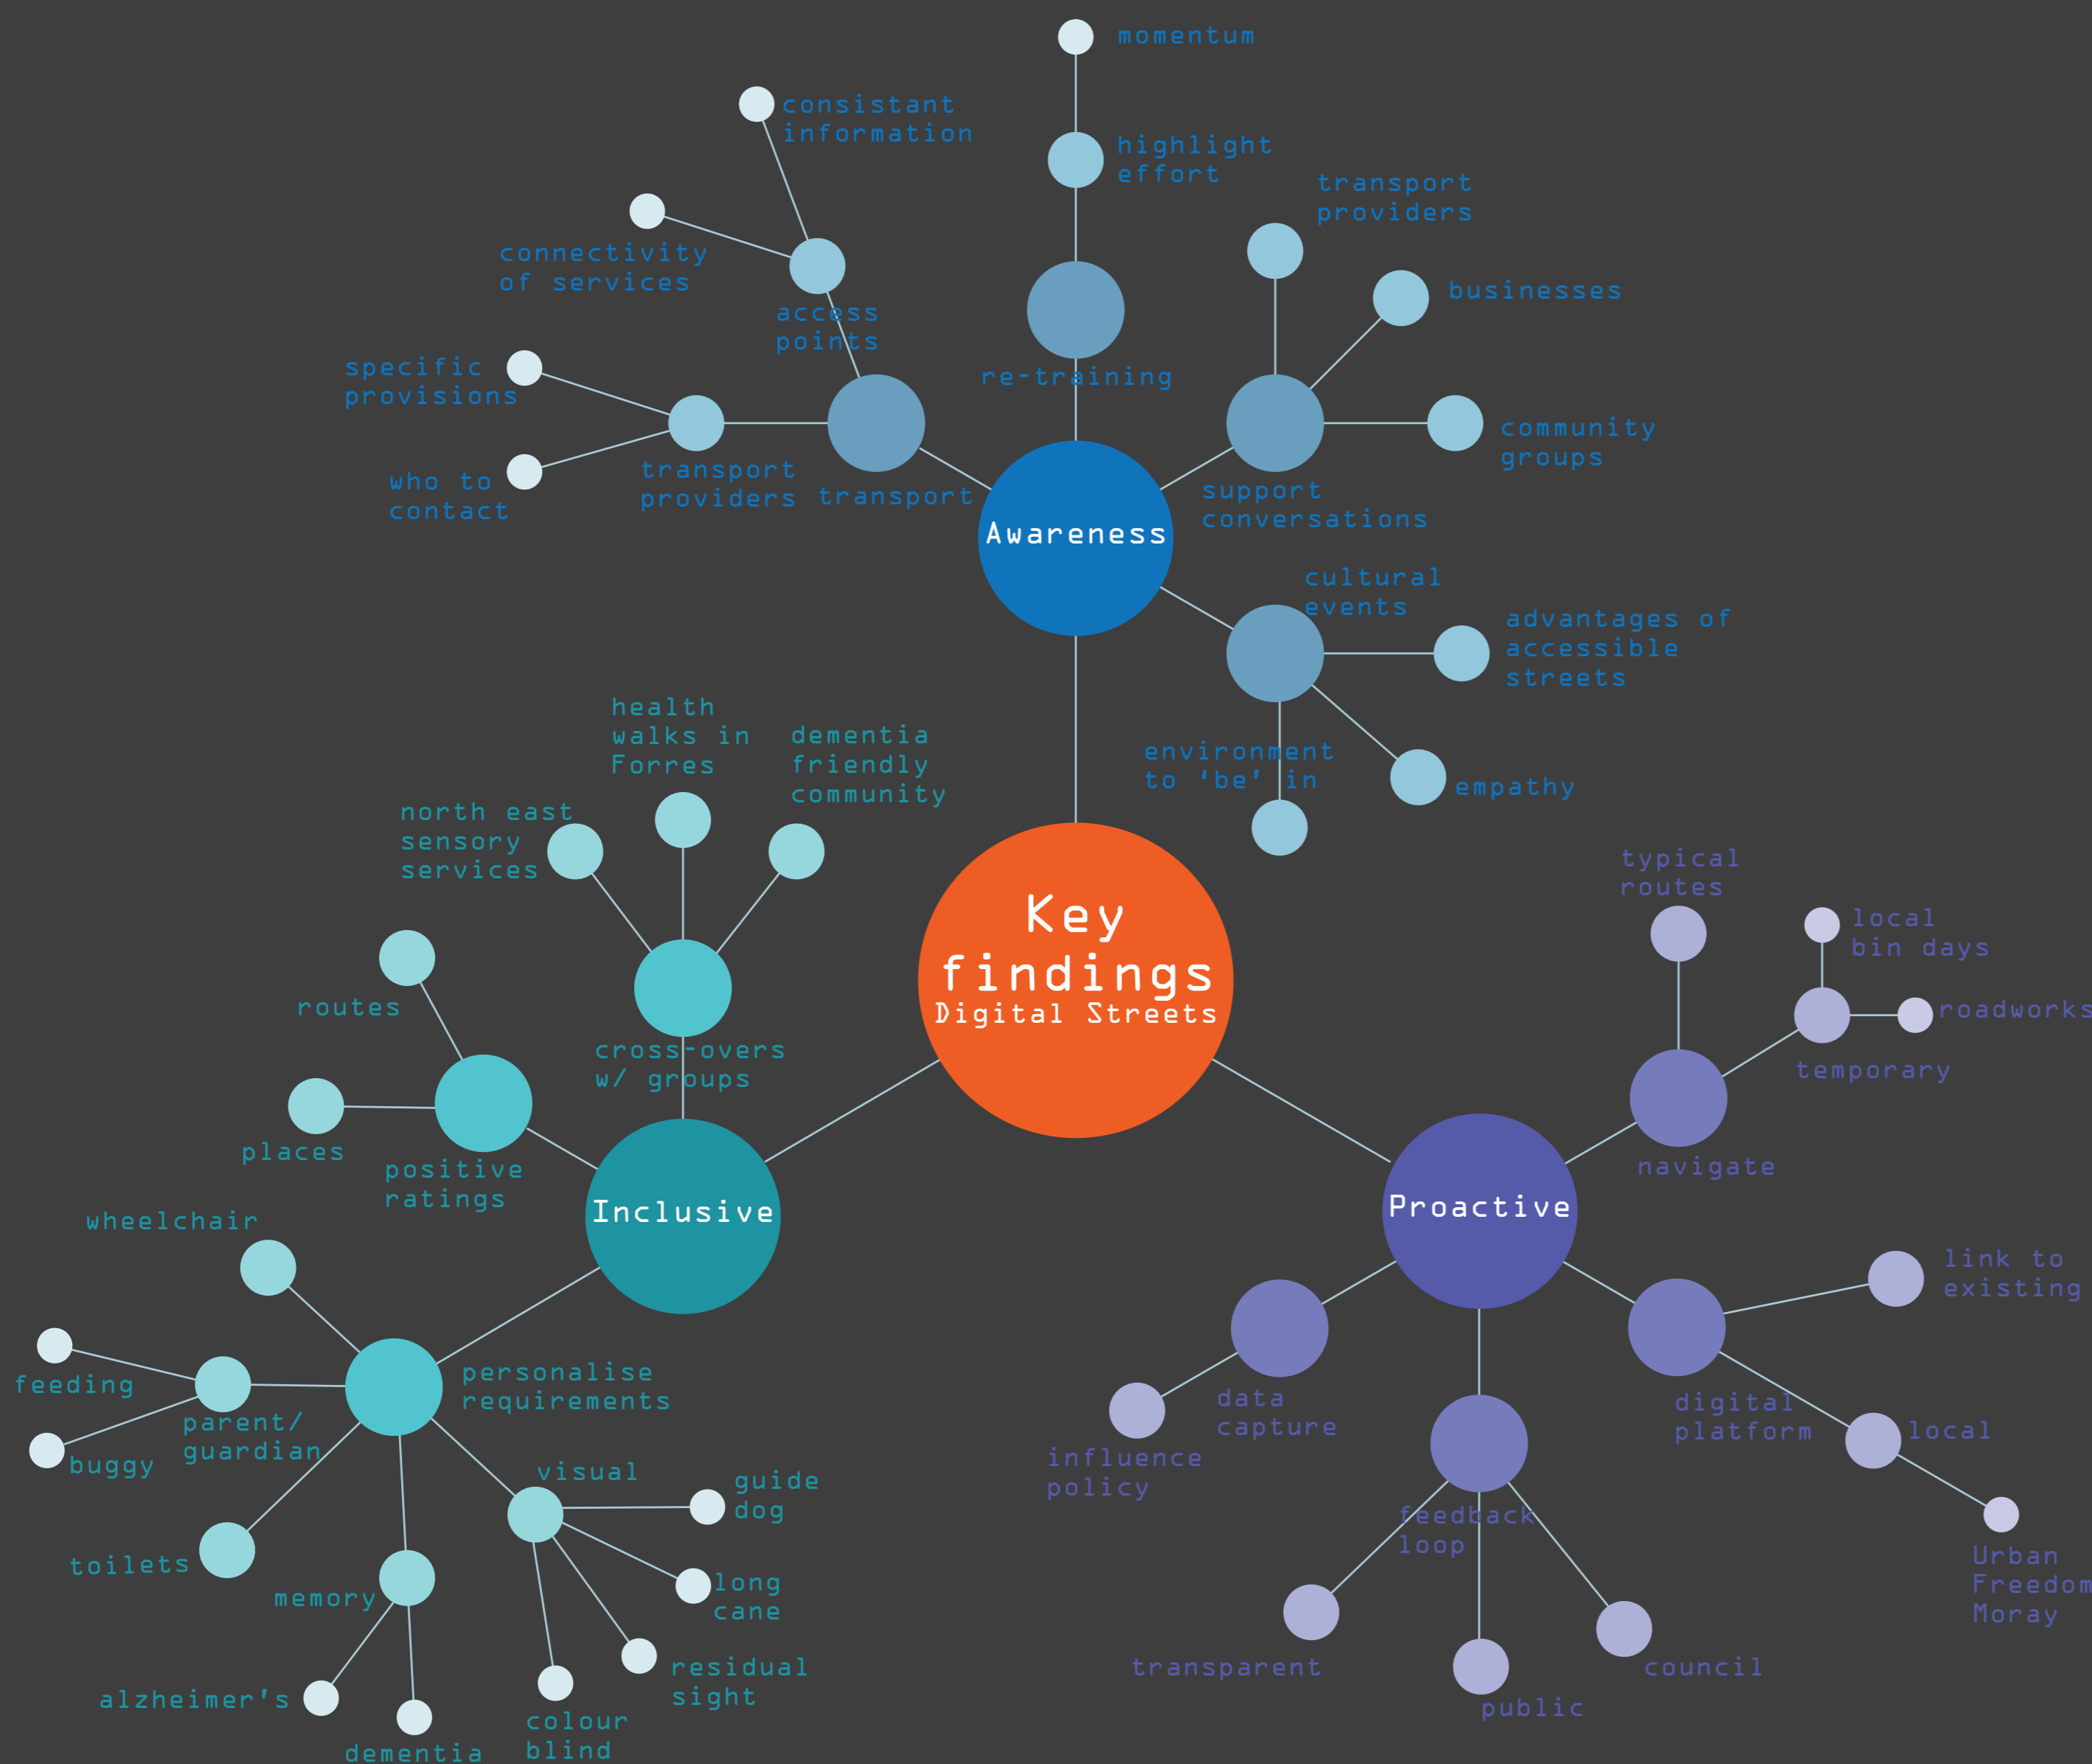 momentum
consistant
information
highlight
effort
transport
providers
connectivity
of services
businesses
access
points
specific
provisions
re-training
community
groups
who to
contact
transport
providers
transport
support
conversations
Awareness
cultural
events
advantages of
accessible
streets
environment
to ‘be’ in
empathy
health
walks in
Forres
dementia
friendly
community
north east
sensory
services
typical
routes
local
bin days
Key
findings
Digital Streets
routes
roadworks
cross-overs
w/ groups
temporary
places
positive
ratings
navigate
Inclusive
Proactive
wheelchair
link to
existing
feeding
personalise
requirements
parent/
guardian
buggy
data
capture
digital
platform
local
influence
policy
visual
guide
dog
feedback
loop
toilets
memory
long
cane
Urban
Freedom
Moray
residual
sight
transparent
council
public
alzheimer's
dementia
colour
blind